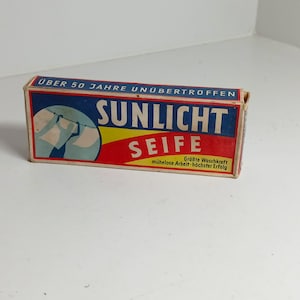 ÜBER 50 JAHRE UNÜBERTROFFEN
SUNLICHT
SEIFE
Größte Waschkraft
mühelose Arbeit-höchster Erfolg